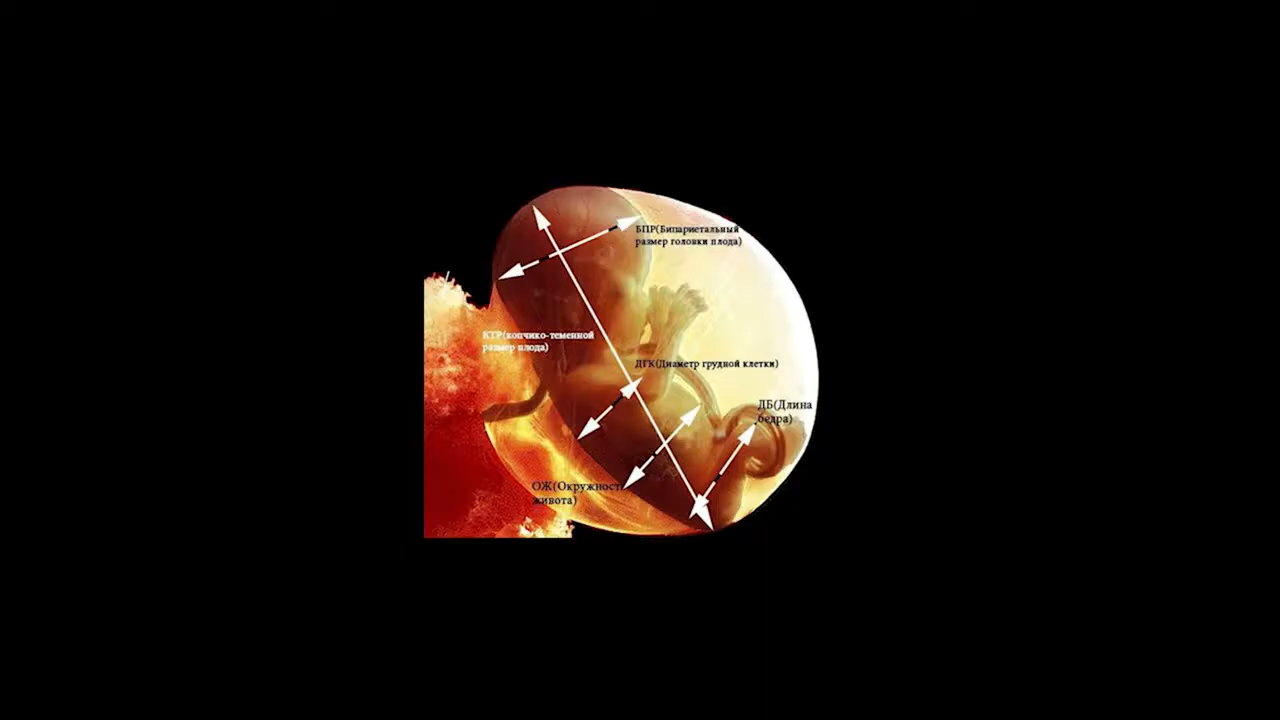 БПР(Бипариетальный
размер головки плода)
КТР(копчико-теменной
размер плода)
ДГК(Диаметр грудной клетки)
ДБ(Длина
бедра)
ОЖ(Окружность
живота)